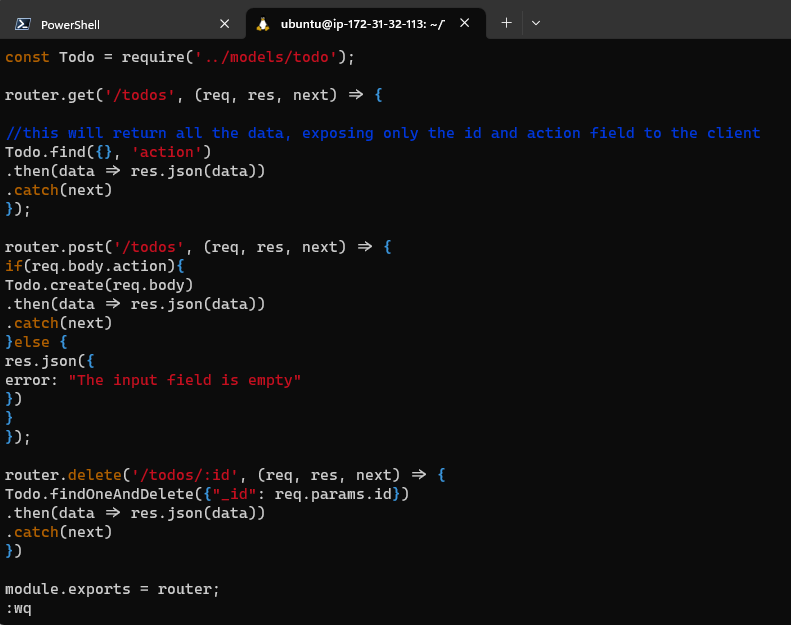 PowerShell
ubuntu@ip-172-31-32-113: ~/
const Todo = require('../models/todo');
router.get('/todos', (req, res, next) => {
//this will return all the data, exposing only the id and action field to the client
Todo.find({}, 'action')
.then(data => res.json(data))
.catch(next)
});
router.post('/todos', (req, res, next) => {
if(req.body.action){
Todo.create(req.body)
.then(data => res.json(data))
.catch(next)
}else {
res.json({
error: "The input field is empty"
})
}
});
router.delete('/todos/:id', (req, res, next) => {
Todo.findOneAndDelete({"_id": req.params.id})
.then(data => res.json(data))
.catch(next)
})
module.exports = router;
:wq